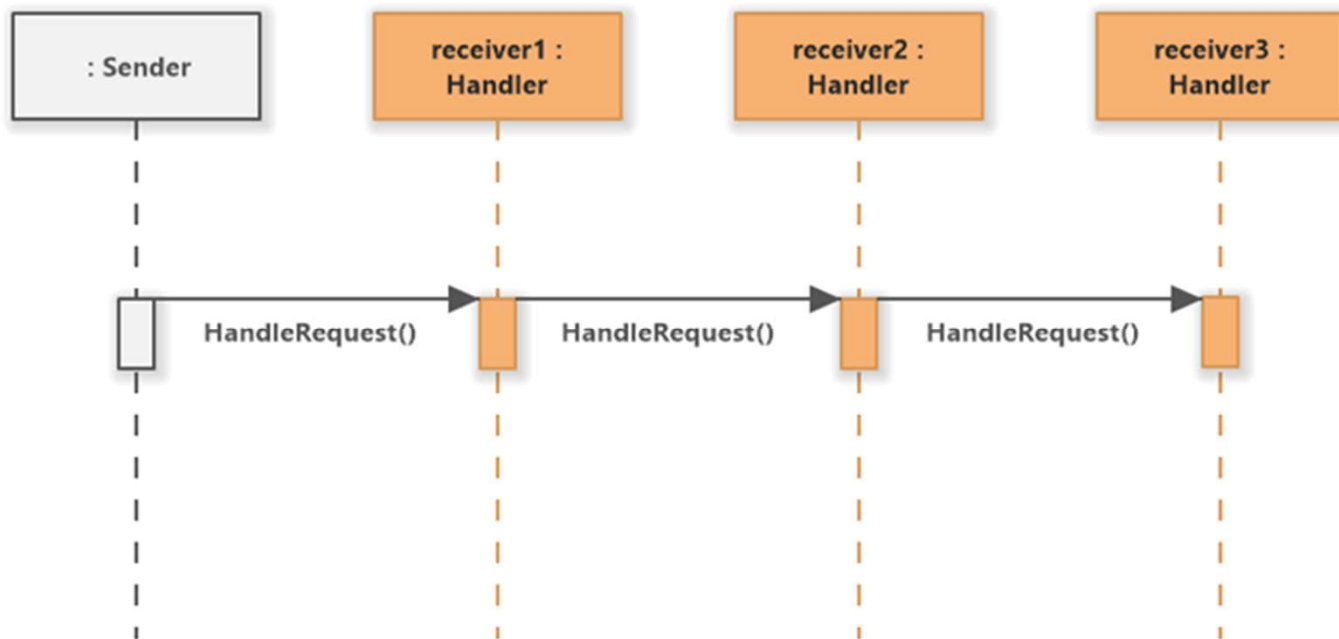 : Sender
receiver1 :
Handler
receiver2 :
Handler
receiver3 :
Handler
HandleRequest()
HandleRequest()
HandleRequest()